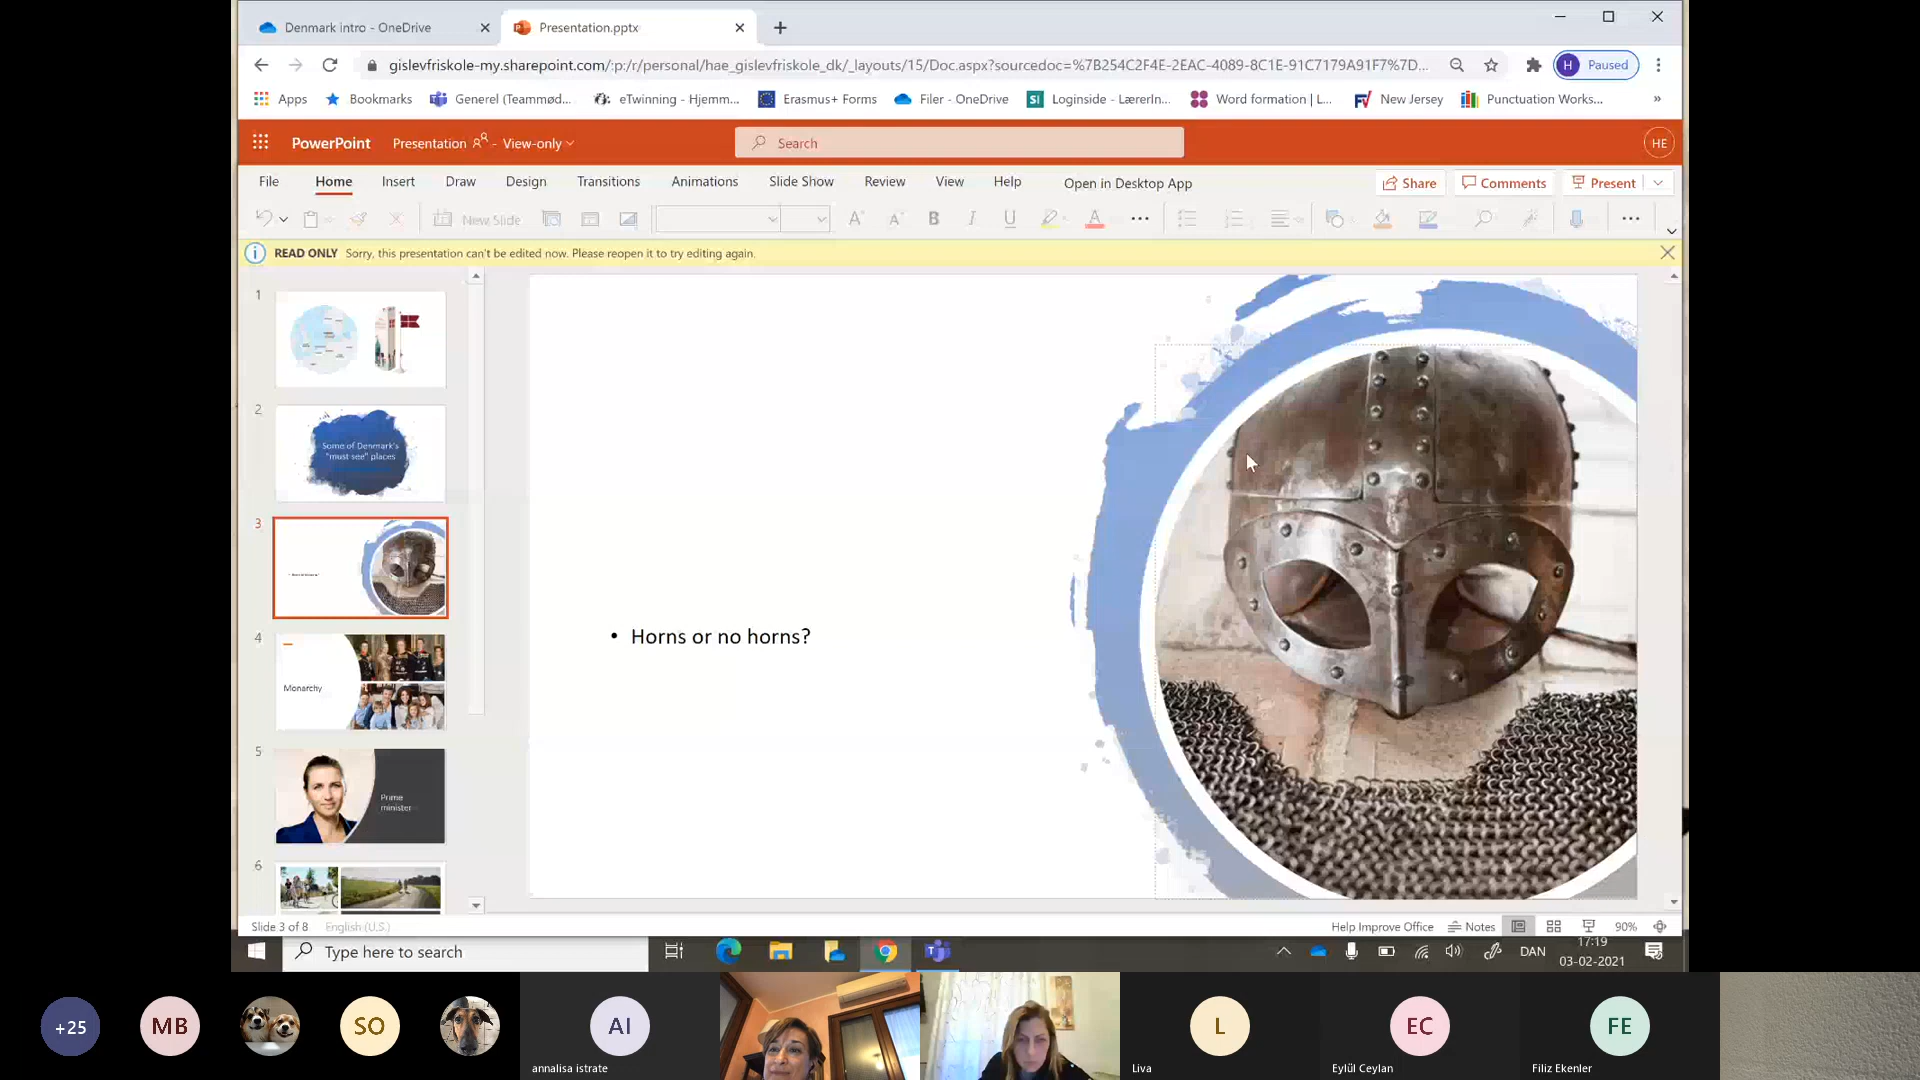 Denmark intro - OneDrive
Presentation.pptx
gislevfriskole-my.sharepoint.com/:p:/r/personal/hae_gislevfriskole_dk/_layouts/15/Doc.aspx?sourcedoc=%7B254C2F4E-2EAC-4089-8C1E-91C7179A91F7%7D...
H Paused
Apps Bookmarks Generel (Teammød... eTwinning - Hjemm... Erasmus+ Forms Filer - OneDrive SI Loginside - LærerIn... Word formation | L... New Jersey Punctuation Works... »
PowerPoint Presentation - View-only Search HE
File Home Insert Draw Design Transitions Animations Slide Show Review View Help Open in Desktop App Share Comments Present
New Slide
READ ONLY Sorry, this presentation can't be edited now. Please reopen it to try editing again.
1
2
Some of Denmark's
"must see" places
3
4
Monarchy
5
Prime
minister
6
• Horns or no horns?
Slide 3 of 8 English (U.S.) Help Improve Office Notes 90%
Type here to search DAN
17:19
03-02-2021
+25 MB SO AI L EC FE
annalisa istrate Liva Eylül Ceylan Filiz Ekenler